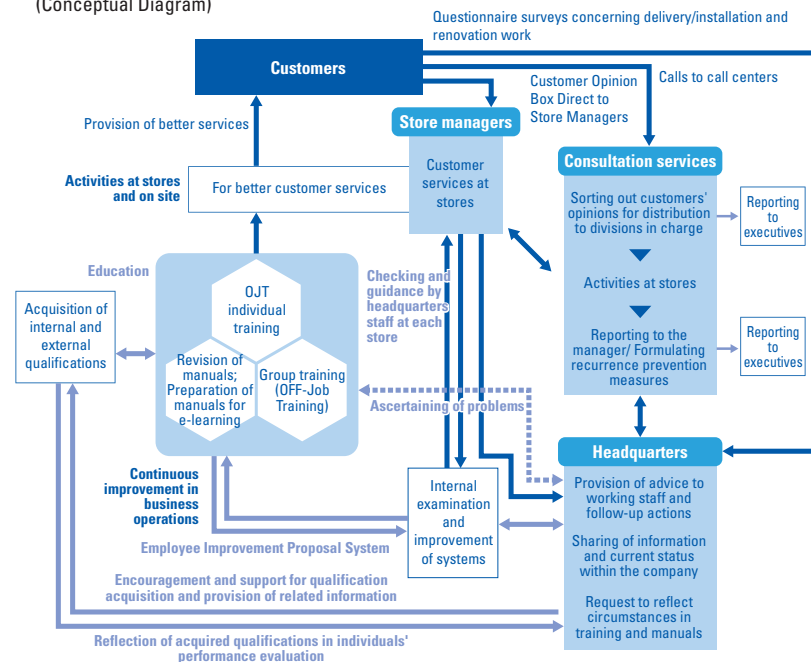 (Conceptual Diagram)
Questionnaire surveys concerning delivery/installation and
renovation work
Customers
Customer Opinion
Box Direct to
Store Managers
Calls to call centers
Provision of better services
Store managers
Customer
services at
stores
Consultation services
Sorting out customers'
opinions for distribution
to divisions in charge
Activities at stores
Reporting to the
manager/ Formulating
recurrence prevention
measures
Reporting
to
executives
Reporting
to
executives
Activities at stores
and on site
For better customer services
Education
OJT
individual
training
Revision of
manuals;
Preparation of
manuals for
e-learning
Group training
(OFF-Job
Training)
Acquisition of
internal and
external
qualifications
Checking and
guidance by
headquarters
staff at each
store
Ascertaining of problems
Headquarters
Provision of advice to
working staff and
follow-up actions
Sharing of information
and current status
within the company
Request to reflect
circumstances in
training and manuals
Continuous
improvement in
business
operations
Internal
examination
and
improvement
of systems
Employee Improvement Proposal System
Encouragement and support for qualification
acquisition and provision of related information
Reflection of acquired qualifications in individuals'
performance evaluation